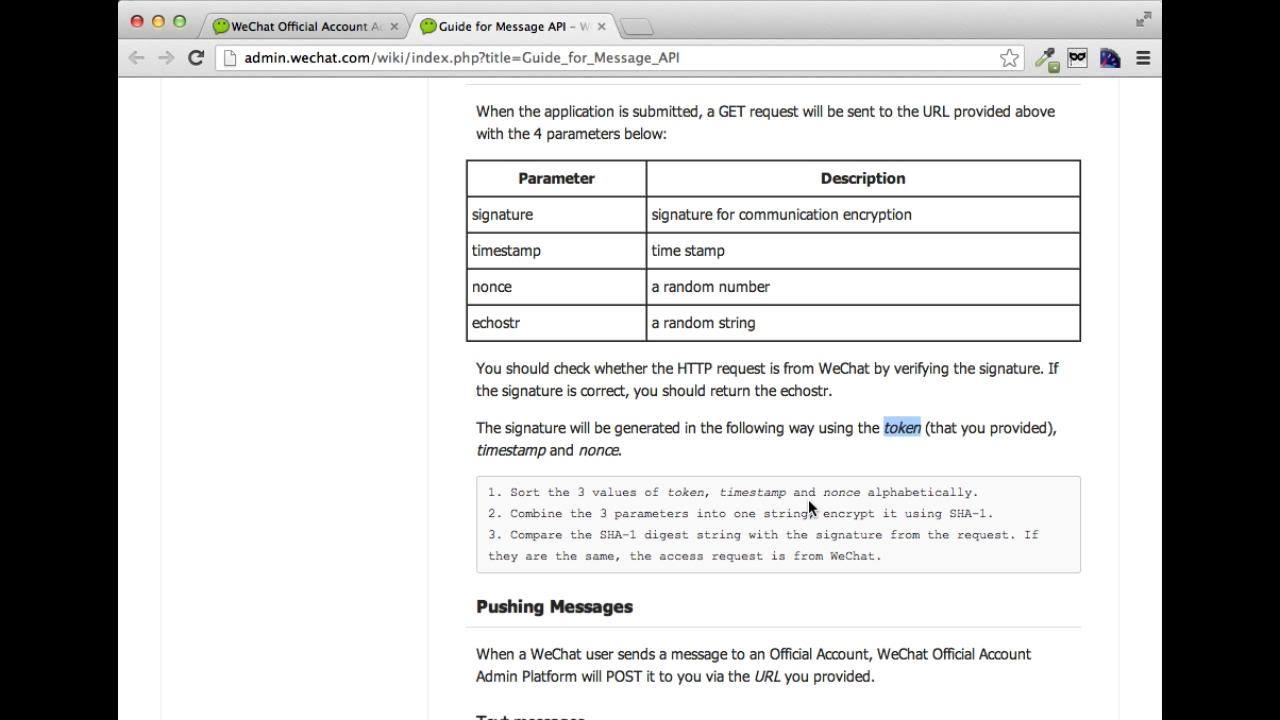 WeChat Official Account A
Guide for Message API – W
admin.wechat.com/wiki/index.php?title=Guide_for_Message_API
When the application is submitted, a GET request will be sent to the URL provided above
with the 4 parameters below:
Parameter Description
signature signature for communication encryption
timestamp time stamp
nonce a random number
echostr a random string
You should check whether the HTTP request is from WeChat by verifying the signature. If
the signature is correct, you should return the echostr.
The signature will be generated in the following way using the token (that you provided),
timestamp and nonce.
1. Sort the 3 values of token, timestamp and nonce alphabetically.
2. Combine the 3 parameters into one string, encrypt it using SHA-1.
3. Compare the SHA-1 digest string with the signature from the request. If
they are the same, the access request is from WeChat.
Pushing Messages
When a WeChat user sends a message to an Official Account, WeChat Official Account
Admin Platform will POST it to you via the URL you provided.
Text messages